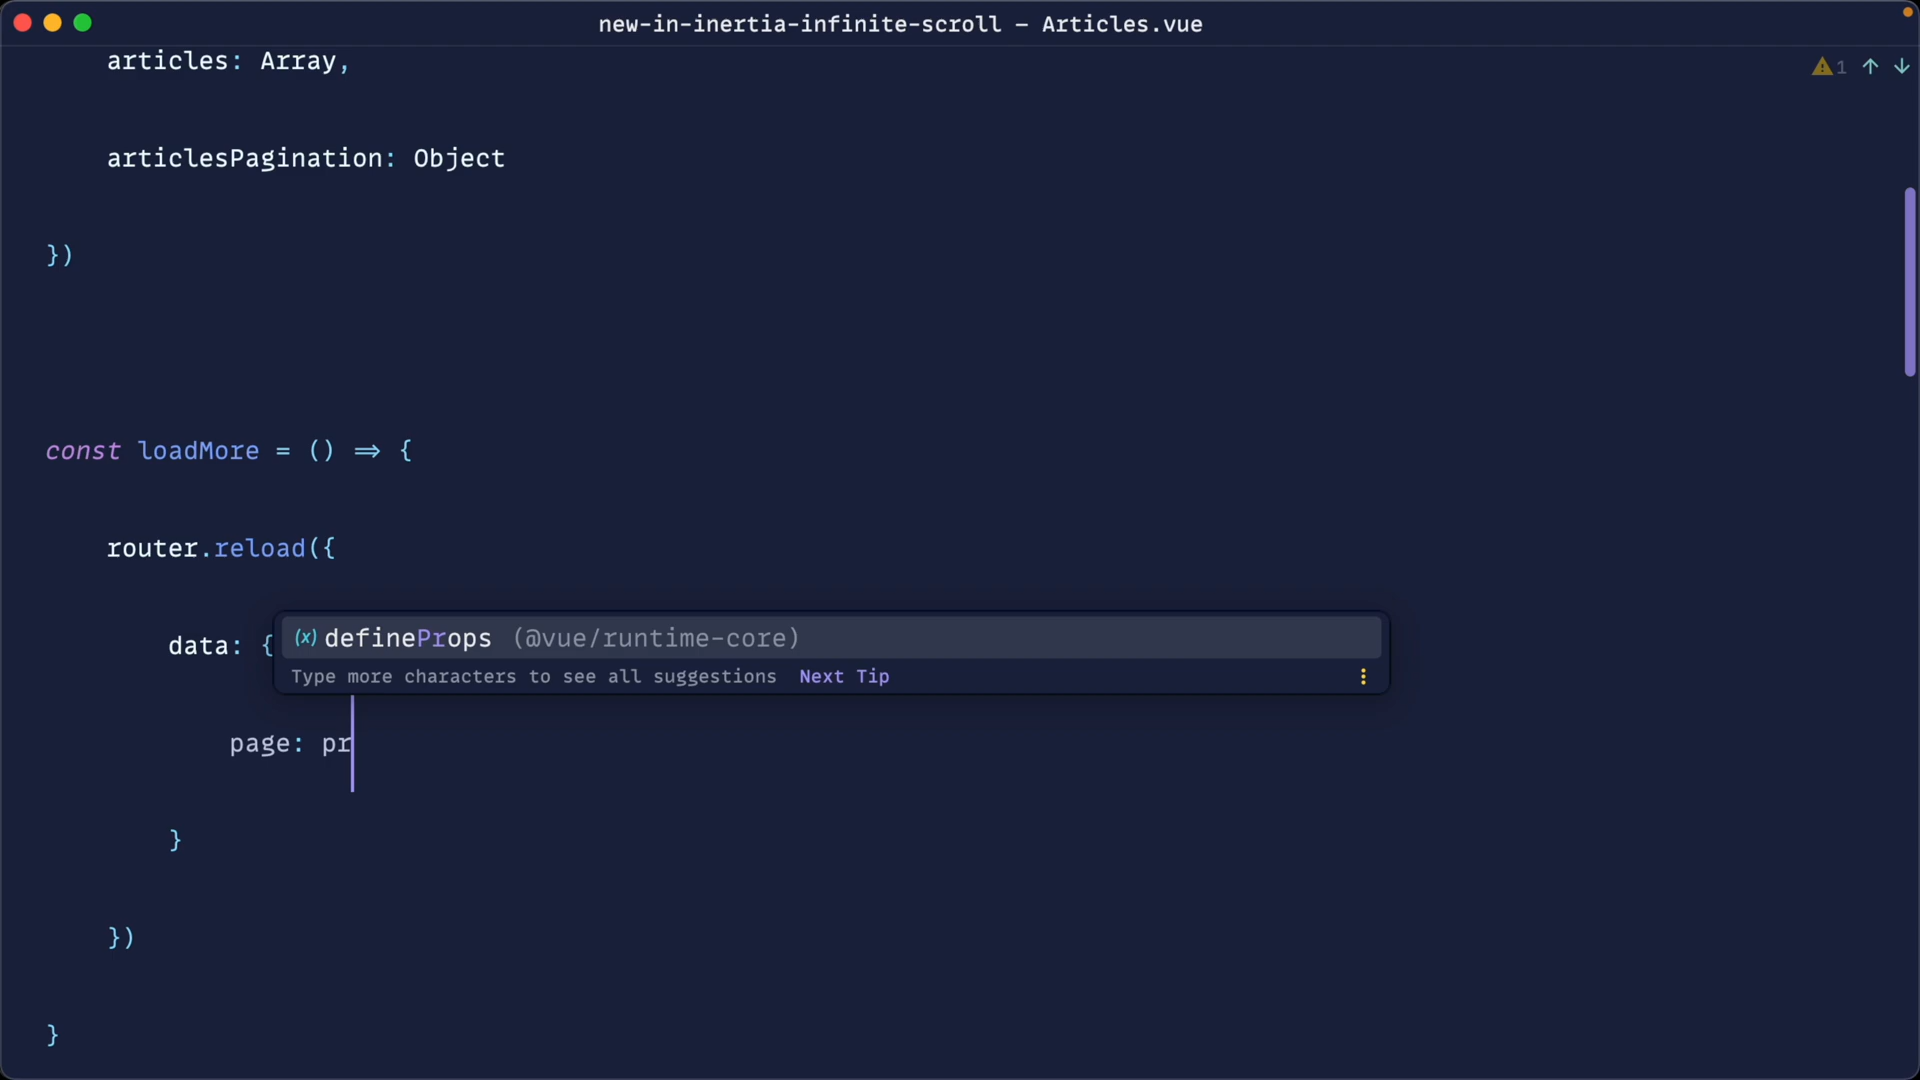 new-in-inertia-infinite-scroll – Articles.vue
articles: Array,
1
articlesPagination: Object
})
const loadMore = () ⇒ {
router.reload({
data: {
(x) defineProps (@vue/runtime-core)
Type more characters to see all suggestions Next Tip
page: pr
}
})
}